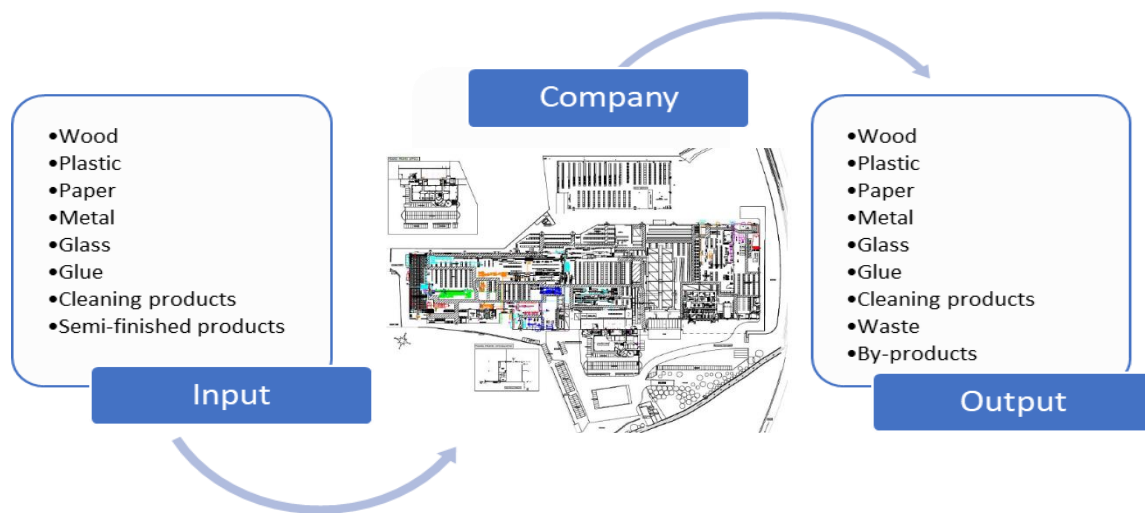 Company
•Wood
•Plastic
•Paper
•Metal
•Glass
•Glue
•Cleaning products
•Semi-finished products
Input
•Wood
•Plastic
•Paper
•Metal
•Glass
•Glue
•Cleaning products
•Waste
•By-products
Output